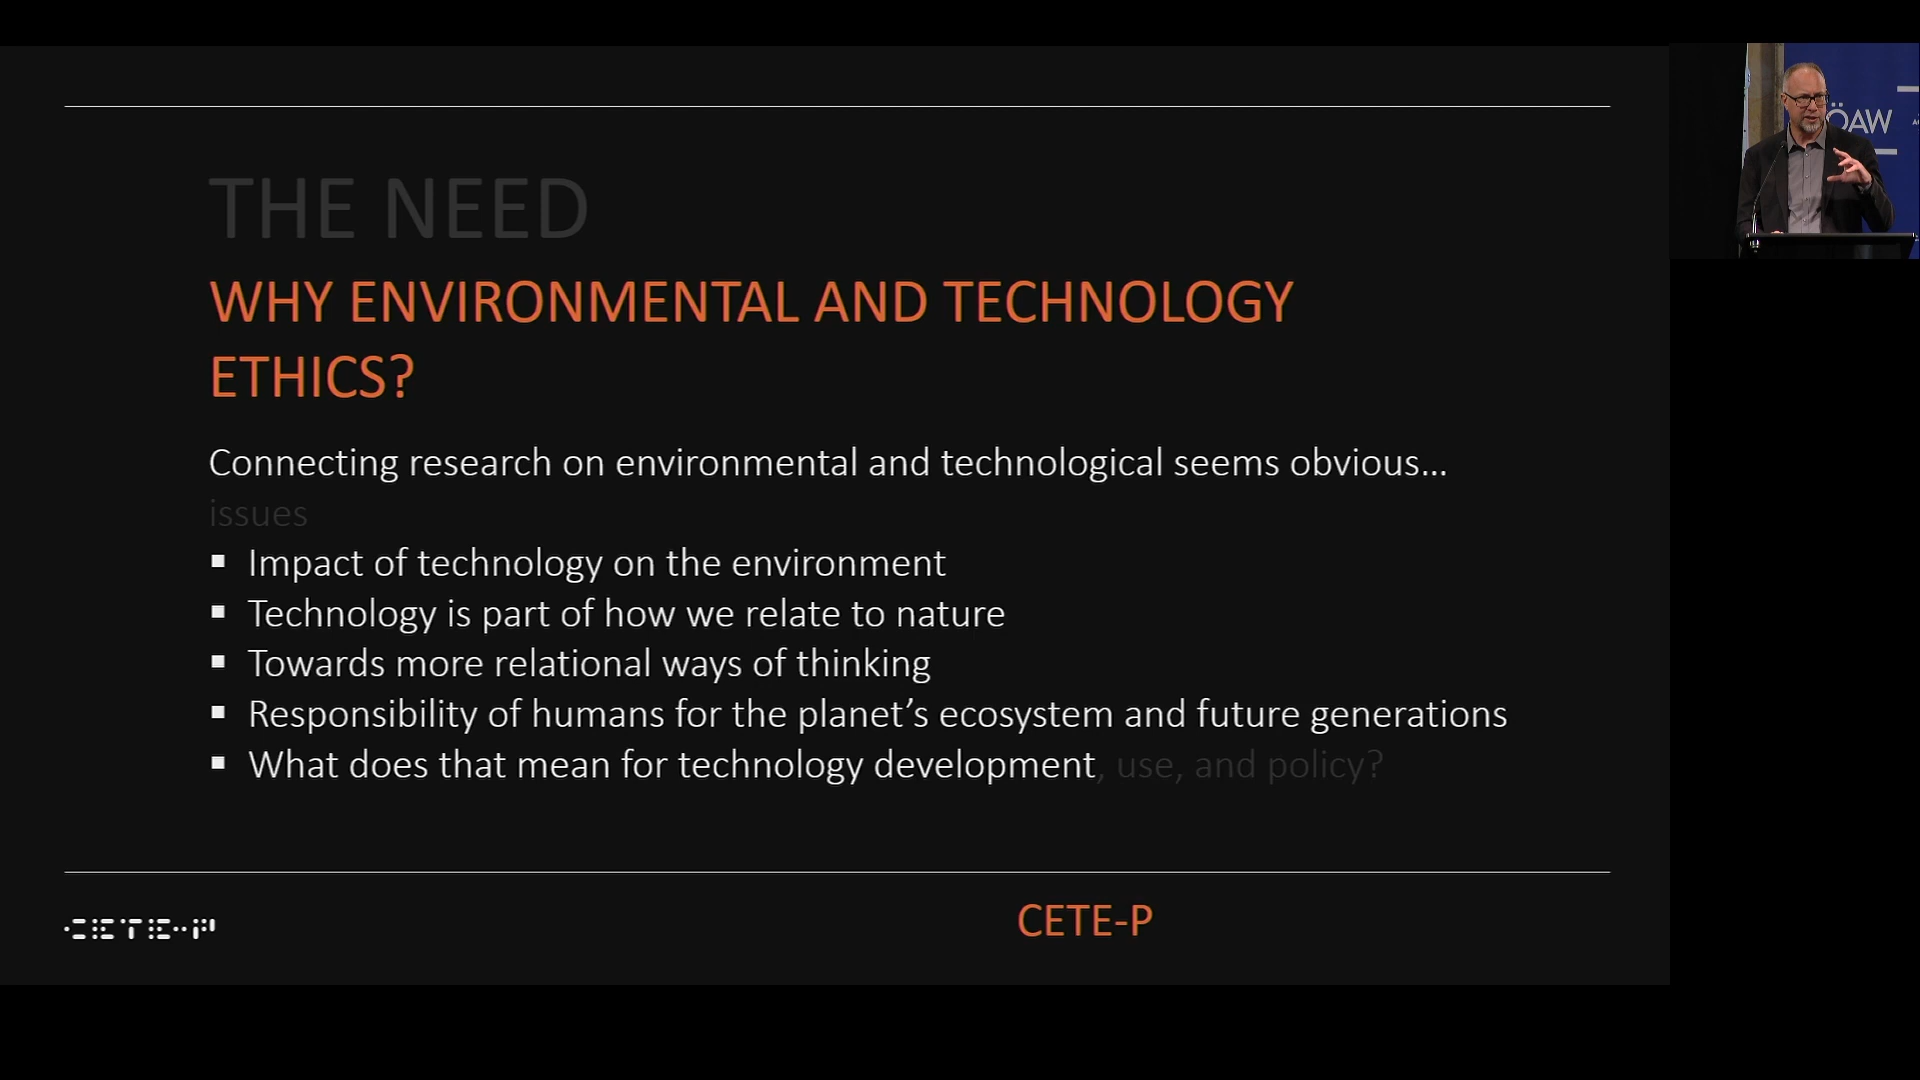 THE NEED
WHY ENVIRONMENTAL AND TECHNOLOGY
ETHICS?
Connecting research on environmental and technological seems obvious...
issues
▪ Impact of technology on the environment
▪ Technology is part of how we relate to nature
▪ Towards more relational ways of thinking
▪ Responsibility of humans for the planet’s ecosystem and future generations
▪ What does that mean for technology development, use, and policy?
CETE-P
CETE-P
ÖAW